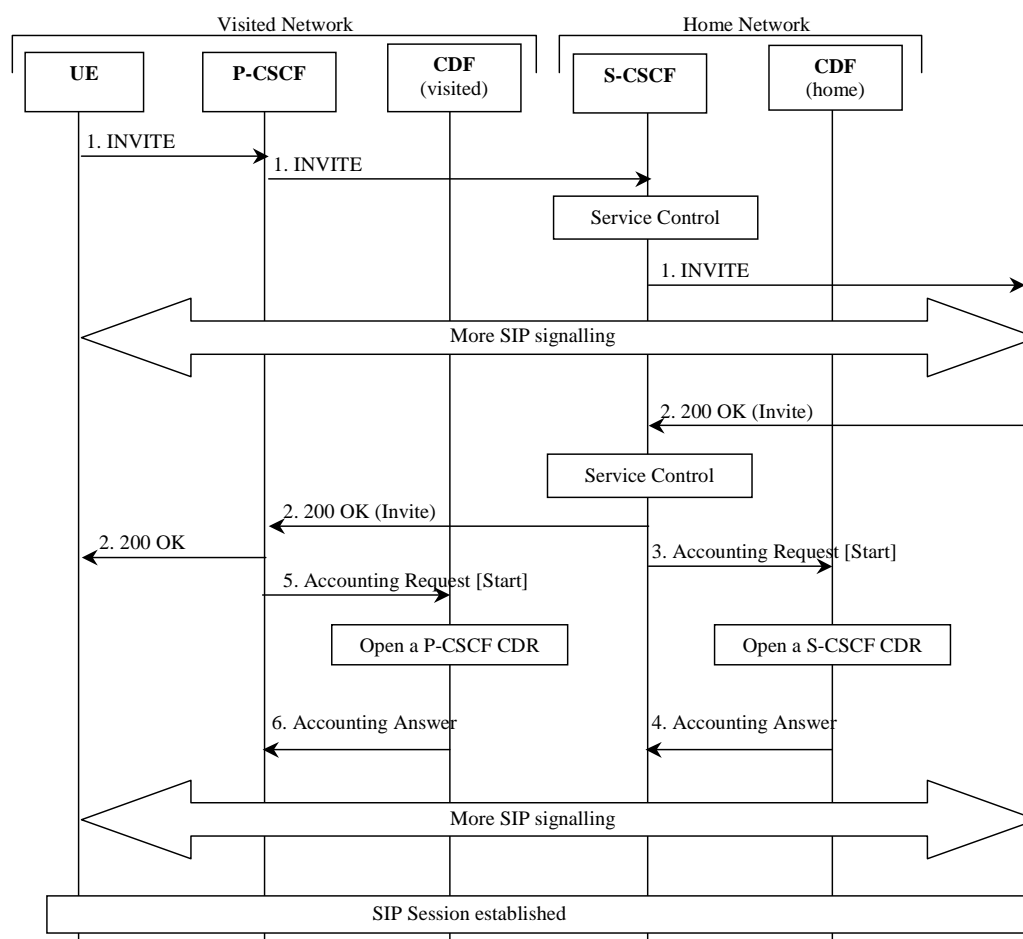 Visited Network
Home Network
UE
P-CSCF
CDF
(visited)
S-CSCF
CDF
(home)
1. INVITE
1. INVITE
Service Control
1. INVITE
More SIP signalling
2. 200 OK (Invite)
Service Control
2. 200 OK (Invite)
2. 200 OK
3. Accounting Request [Start]
5. Accounting Request [Start]
Open a P-CSCF CDR
Open a S-CSCF CDR
6. Accounting Answer
4. Accounting Answer
More SIP signalling
SIP Session established